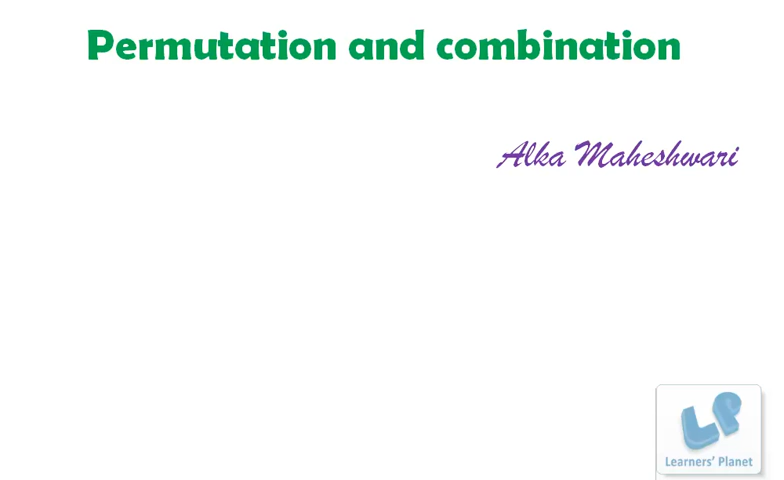 Permutation and combination
Alka Maheshwari
LP
Learners' Planet